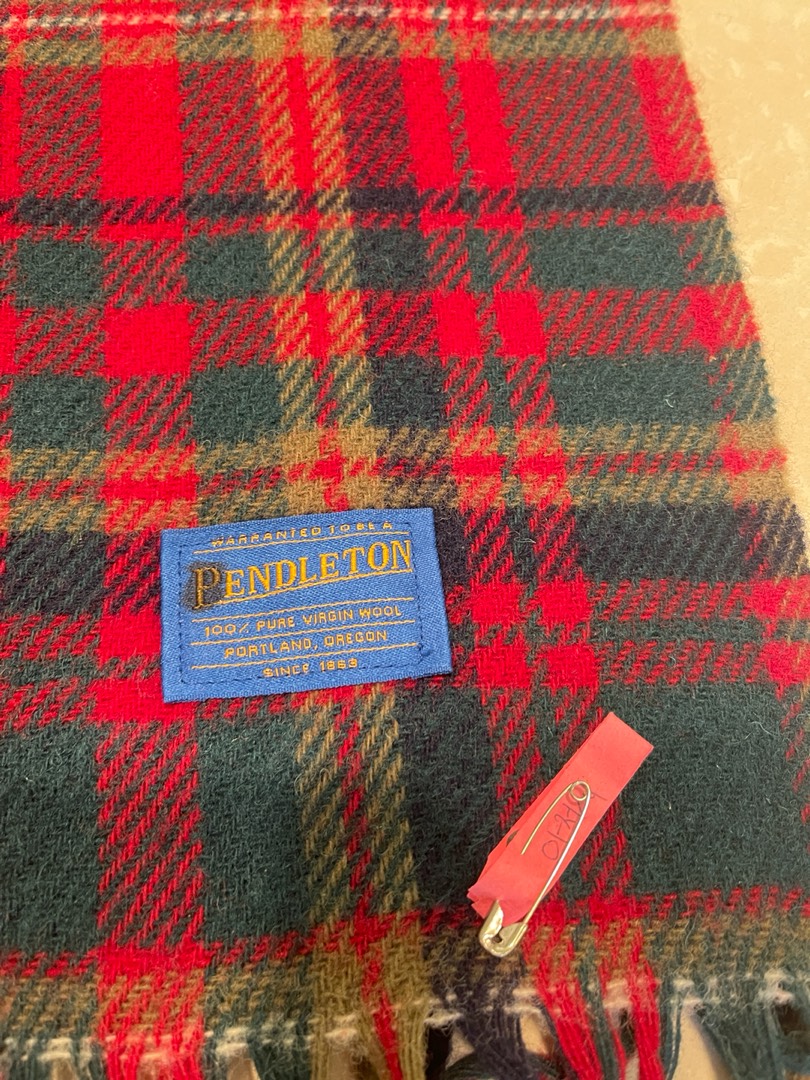 WARRANTED TO BE A
PENDLETON
100% PURE VIRGIN WOOL
PORTLAND, OREGON
SINCE 1863